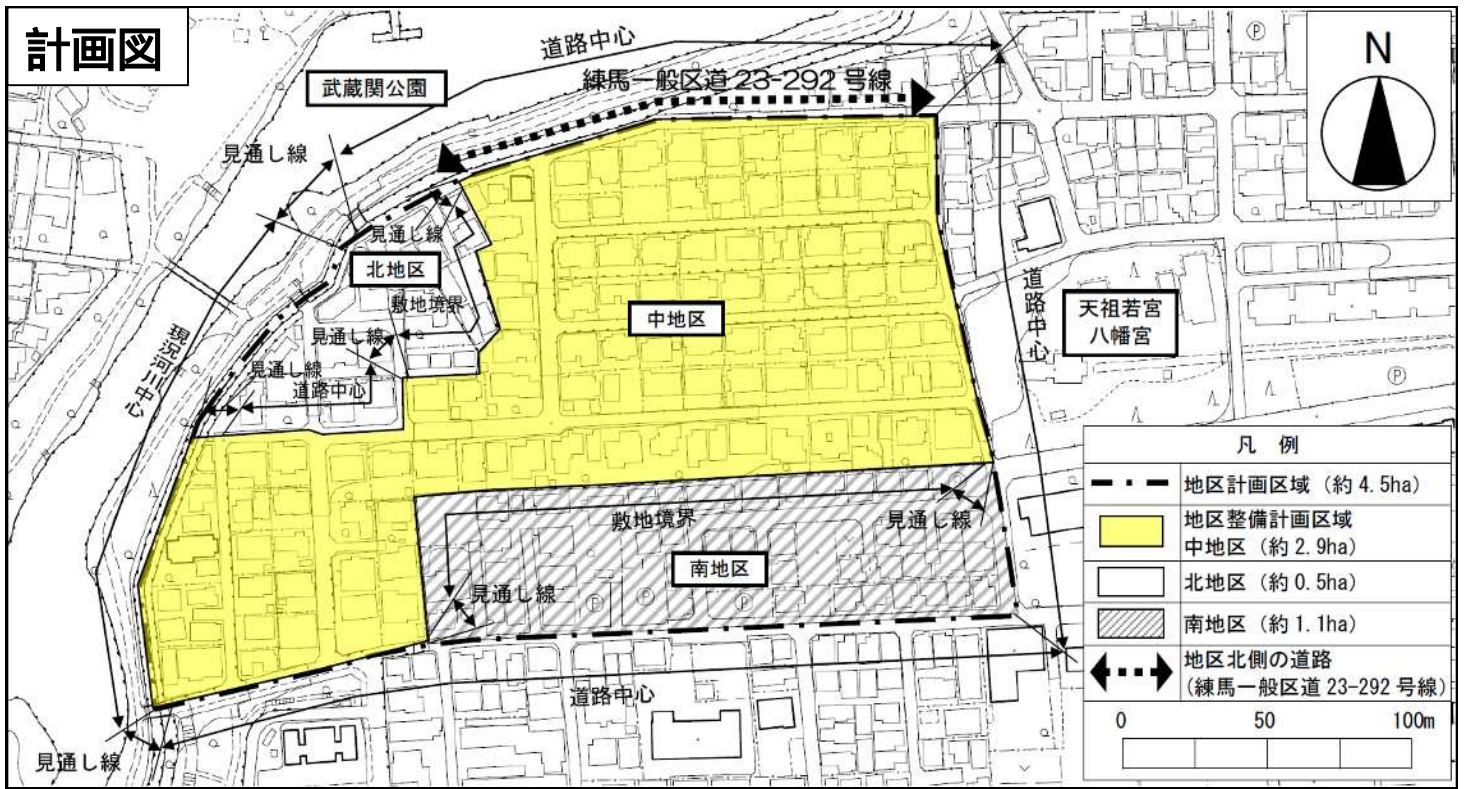 計画図
道路中心
N
武蔵関公園
練馬一般区道 23-292 号線
Ⓟ
見通し線
見通し線
北地区
敷地境界
中地区
道路中心
天祖若宮
八幡宮
見通し線
現況河川中心
見通し線
道路中心
Ⓟ
敷地境界
見通し線
南地区
見通し線
Ⓟ
Ⓟ
Ⓟ
道路中心
見通し線
凡 例
地区計画区域（約 4.5ha）
地区整備計画区域
中地区（約 2.9ha）
北地区（約 0.5ha）
南地区（約 1.1ha）
地区北側の道路
(練馬一般区道 23-292 号線)
0 50 100m